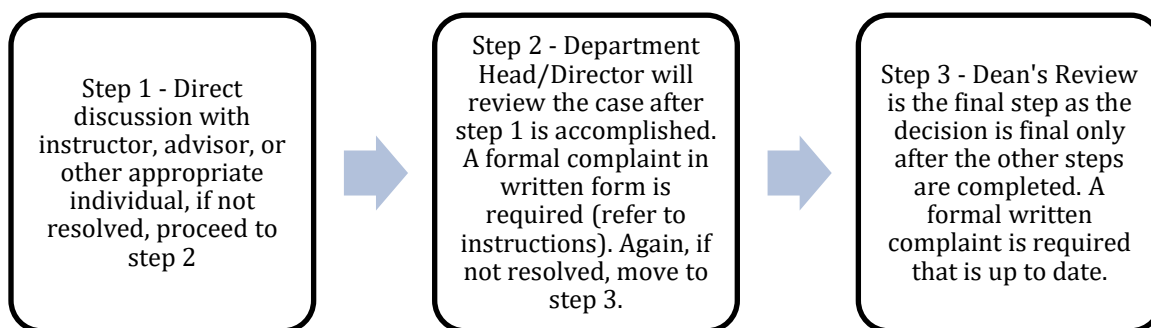 Step 1 - Direct
discussion with
instructor, advisor, or
other appropriate
individual, if not
resolved, proceed to
step 2
Step 2 - Department
Head/Director will
review the case after
step 1 is accomplished.
A formal complaint in
written form is
required (refer to
instructions). Again, if
not resolved, move to
step 3.
Step 3 - Dean's Review
is the final step as the
decision is final only
after the other steps
are completed. A
formal written
complaint is required
that is up to date.